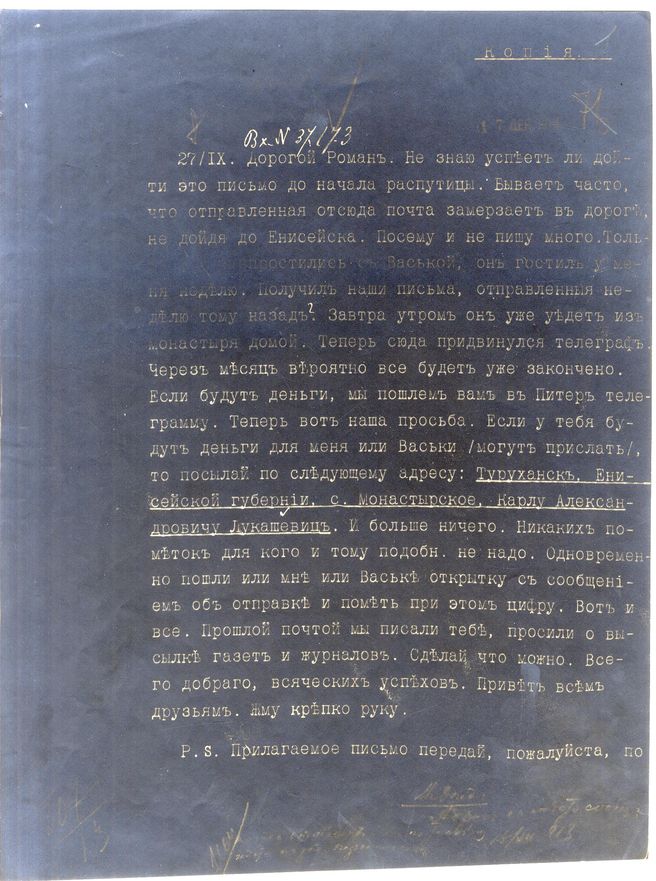 Копія.
Вх. N 37173
27/IX. Дорогой Романъ. Не знаю успѣетъ ли дой-
ти это письмо до начала распутицы. Бываетъ часто,
что отправленная отсюда почта замерзаетъ въ дорогѣ,
не дойдя до Енисейска. Посему и не пишу много. Толь-
простились съ Васькой, онъ гостилъ у ме-
ня недѣлю. Получилъ наши письма, отправленныя не-
дѣлю тому назадъ?. Завтра утромъ онъ уже уѣдетъ изъ
монастыря домой. Теперь сюда придвинулся телеграфъ.
Черезъ мѣсяцъ вѣроятно все будетъ уже закончено.
Если будутъ деньги, мы пошлемъ вамъ въ Питеръ теле-
грамму. Теперь вотъ наша просьба. Если у тебя бу-
дутъ деньги для меня или Васьки /могутъ прислать/,
то посылай по слѣдующему адресу: Туруханскъ, Ени-
сейской губерніи, с. Монастырское, Карлу Алексан-
дровичу Лукашевицъ. И больше ничего. Никакихъ по-
мѣтокъ для кого и тому подобн. не надо. Одновремен-
но пошли или мнѣ или Васькѣ открытку съ сообщені-
емъ объ отправкѣ и помѣть при этомъ цифру. Вотъ и
все. Прошлой почтой мы писали тебѣ, просили о вы-
сылкѣ газетъ и журналовъ. Сдѣлай что можно. Все-
го добраго, всяческихъ успѣховъ. Привѣтъ всѣмъ
друзьямъ. Жму крѣпко руку.
P.S. Прилагаемое письмо передай, пожалуйста, по